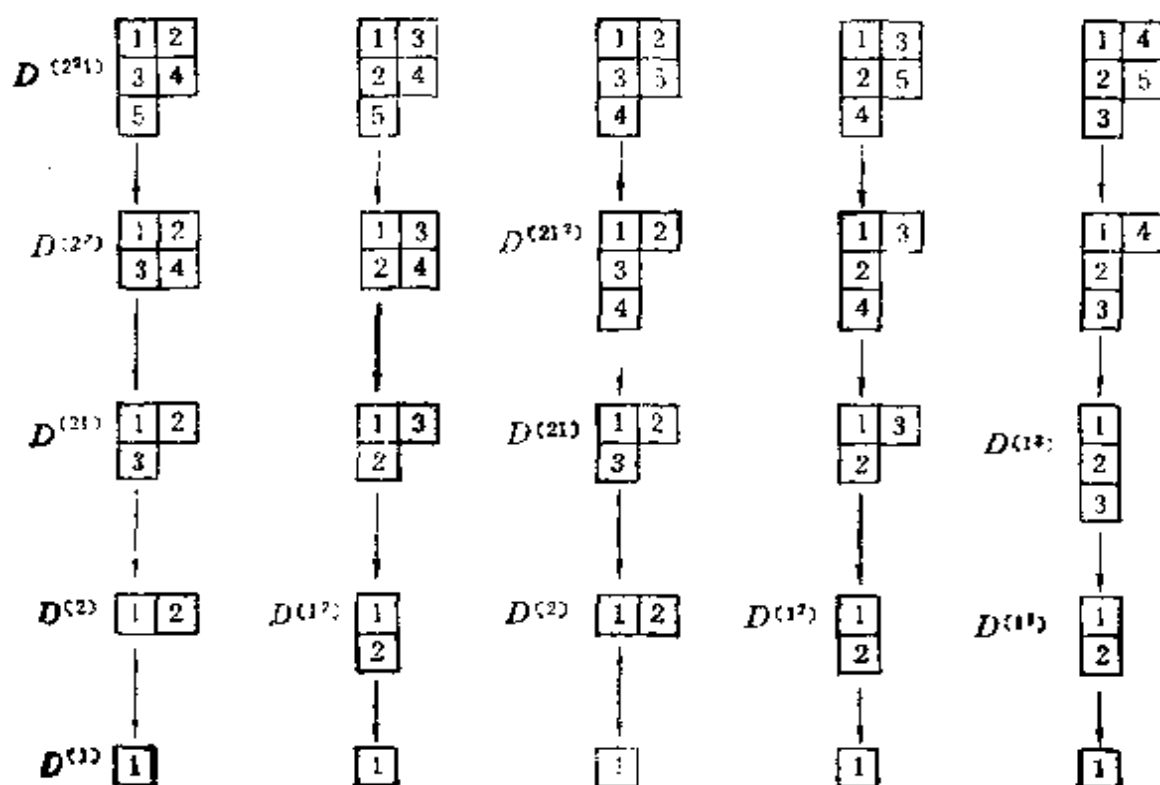 1 2 1 3 1 2 1 3 1 4
D^(2²1) 3 4 2 4 3 5 2 5 2 5
5 5 4 4 3
D^(2²) 1 2 1 3 D^(21²) 1 2 1 3 1 4
3 4 2 4 3 2 2
4 4 3
D^(21) 1 2 1 3 D^(21) 1 2 1 3 D^(1³) 1
3 2 3 2 2
3
D^(2) 1 2 D^(1²) 1 D^(2) 1 2 D^(1²) 1 D^(1²) 1
2 2 2
D^(1) 1 1 1 1 1